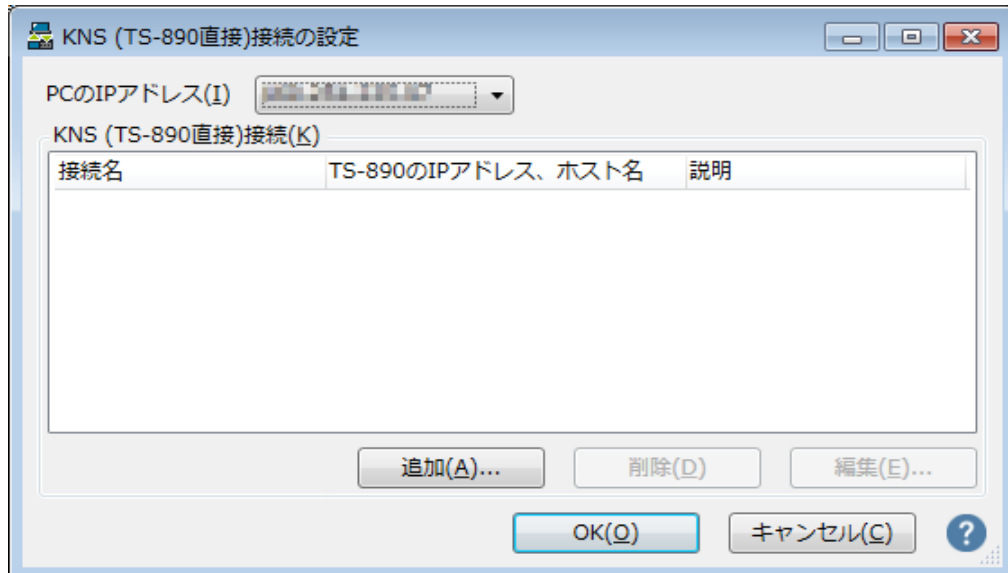 KNS (TS-890直接)接続の設定
PCのIPアドレス(I)
KNS (TS-890直接)接続(K)
接続名 TS-890のIPアドレス、ホスト名 説明
追加(A)... 削除(D) 編集(E)...
OK(O) キャンセル(C) ?